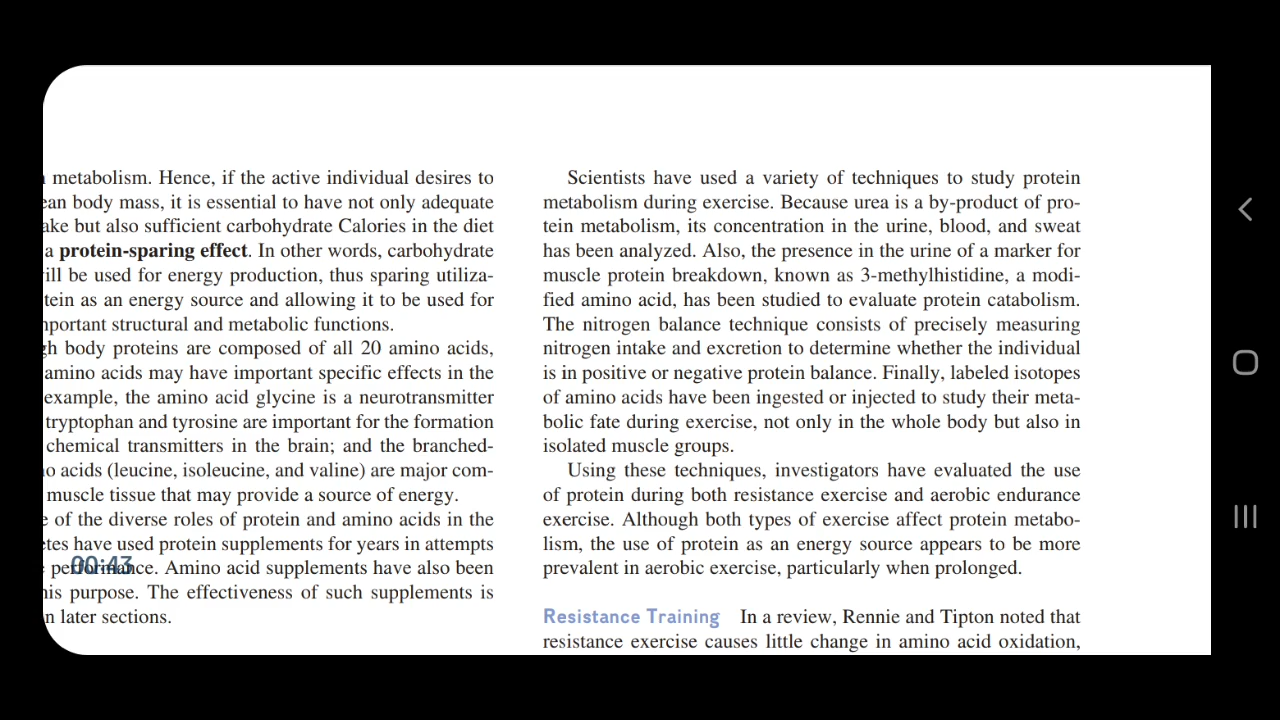 metabolism. Hence, if the active individual desires to
ean body mass, it is essential to have not only adequate
ake but also sufficient carbohydrate Calories in the diet
a protein-sparing effect. In other words, carbohydrate
ill be used for energy production, thus sparing utiliza-
tein as an energy source and allowing it to be used for
mportant structural and metabolic functions.
gh body proteins are composed of all 20 amino acids,
amino acids may have important specific effects in the
example, the amino acid glycine is a neurotransmitter
tryptophan and tyrosine are important for the formation
chemical transmitters in the brain; and the branched-
o acids (leucine, isoleucine, and valine) are major com-
muscle tissue that may provide a source of energy.
e of the diverse roles of protein and amino acids in the
etes have used protein supplements for years in attempts
performance. Amino acid supplements have also been
his purpose. The effectiveness of such supplements is
n later sections.
00:43
Scientists have used a variety of techniques to study protein
metabolism during exercise. Because urea is a by-product of pro-
tein metabolism, its concentration in the urine, blood, and sweat
has been analyzed. Also, the presence in the urine of a marker for
muscle protein breakdown, known as 3-methylhistidine, a modi-
fied amino acid, has been studied to evaluate protein catabolism.
The nitrogen balance technique consists of precisely measuring
nitrogen intake and excretion to determine whether the individual
is in positive or negative protein balance. Finally, labeled isotopes
of amino acids have been ingested or injected to study their meta-
bolic fate during exercise, not only in the whole body but also in
isolated muscle groups.
Using these techniques, investigators have evaluated the use
of protein during both resistance exercise and aerobic endurance
exercise. Although both types of exercise affect protein metabo-
lism, the use of protein as an energy source appears to be more
prevalent in aerobic exercise, particularly when prolonged.
Resistance Training In a review, Rennie and Tipton noted that
resistance exercise causes little change in amino acid oxidation,